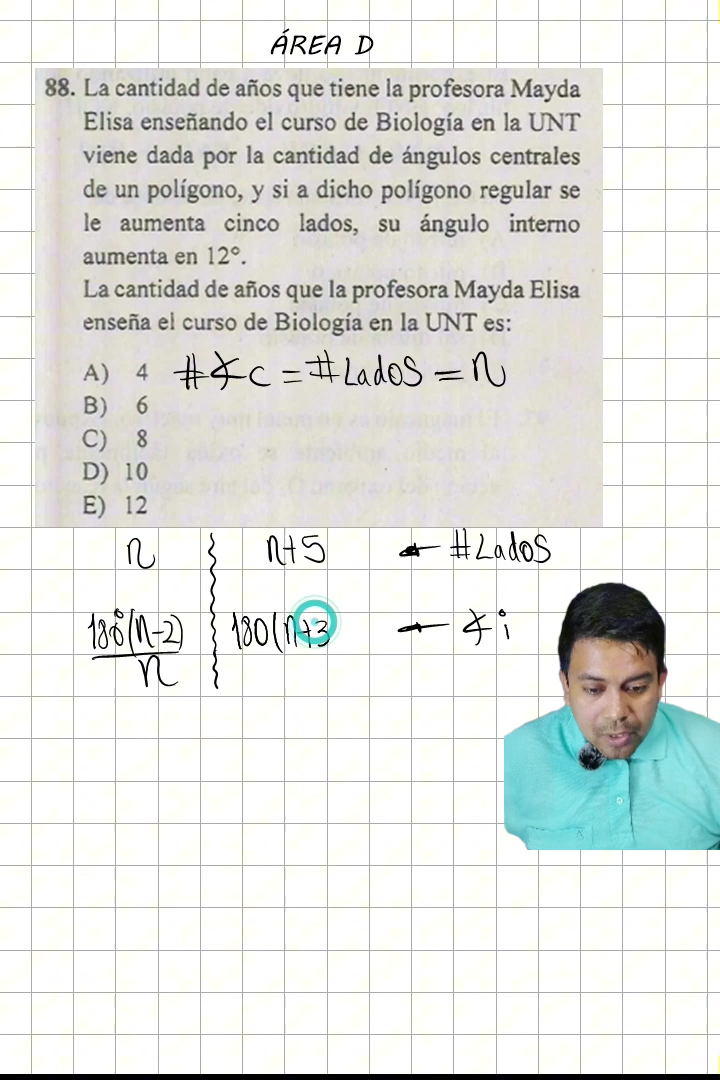 ÁREA D
88. La cantidad de años que tiene la profesora Mayda
Elisa enseñando el curso de Biología en la UNT
viene dada por la cantidad de ángulos centrales
de un polígono, y si a dicho polígono regular se
le aumenta cinco lados, su ángulo interno
aumenta en 12°.
La cantidad de años que la profesora Mayda Elisa
enseña el curso de Biología en la UNT es:
A) 4 #∡c = #LadoS = n
B) 6
C) 8
D) 10
E) 12
n n+5 ← #LadoS
180°(n-2) 180(n+3 ← ∡i
n